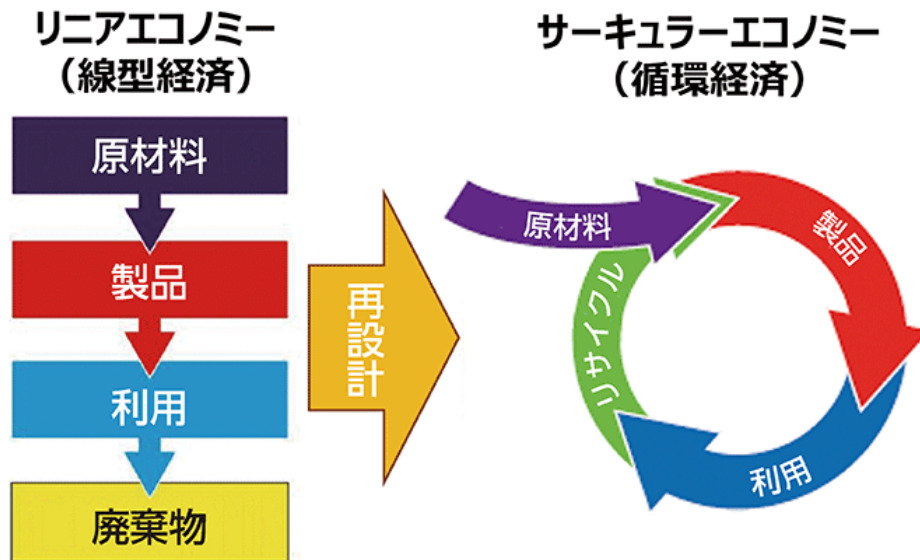 リニアエコノミー
（線型経済）
原材料
製品
利用
廃棄物
再設計
サーキュラーエコノミー
（循環経済）
原材料
製品
利用
リサイクル